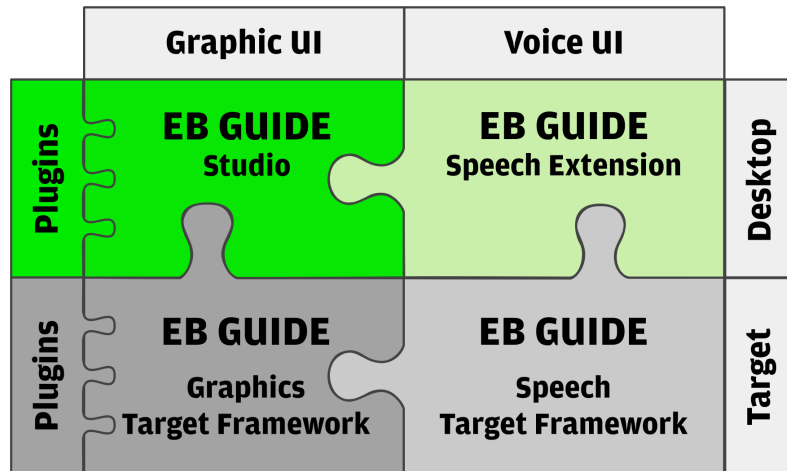 Graphic UI
Voice UI
Plugins
EB GUIDE
Studio
EB GUIDE
Speech Extension
Desktop
Plugins
EB GUIDE
Graphics
Target Framework
EB GUIDE
Speech
Target Framework
Target